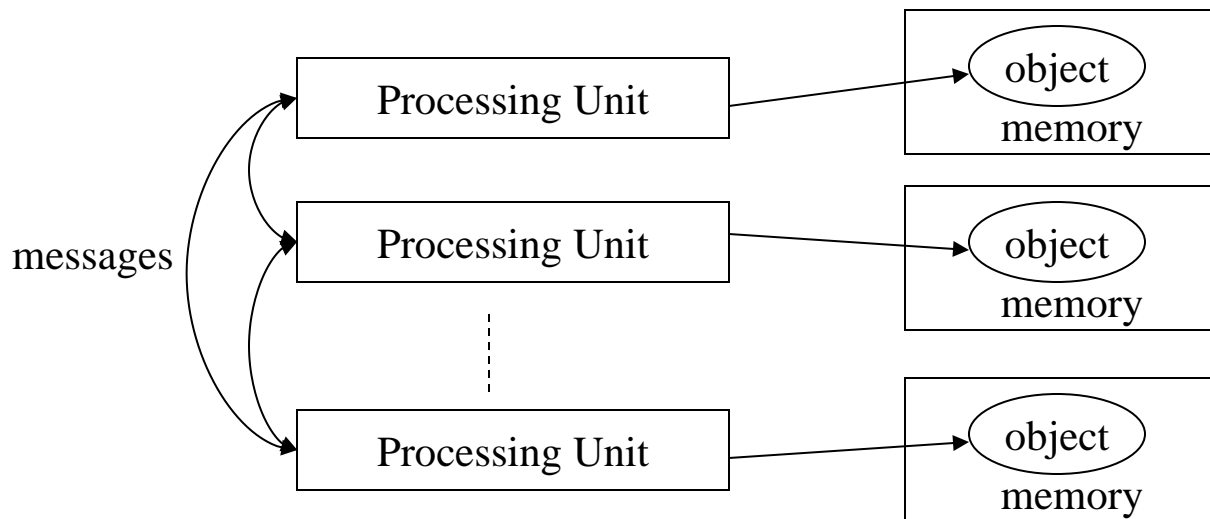 Processing Unit
object
memory
messages
Processing Unit
object
memory
Processing Unit
object
memory